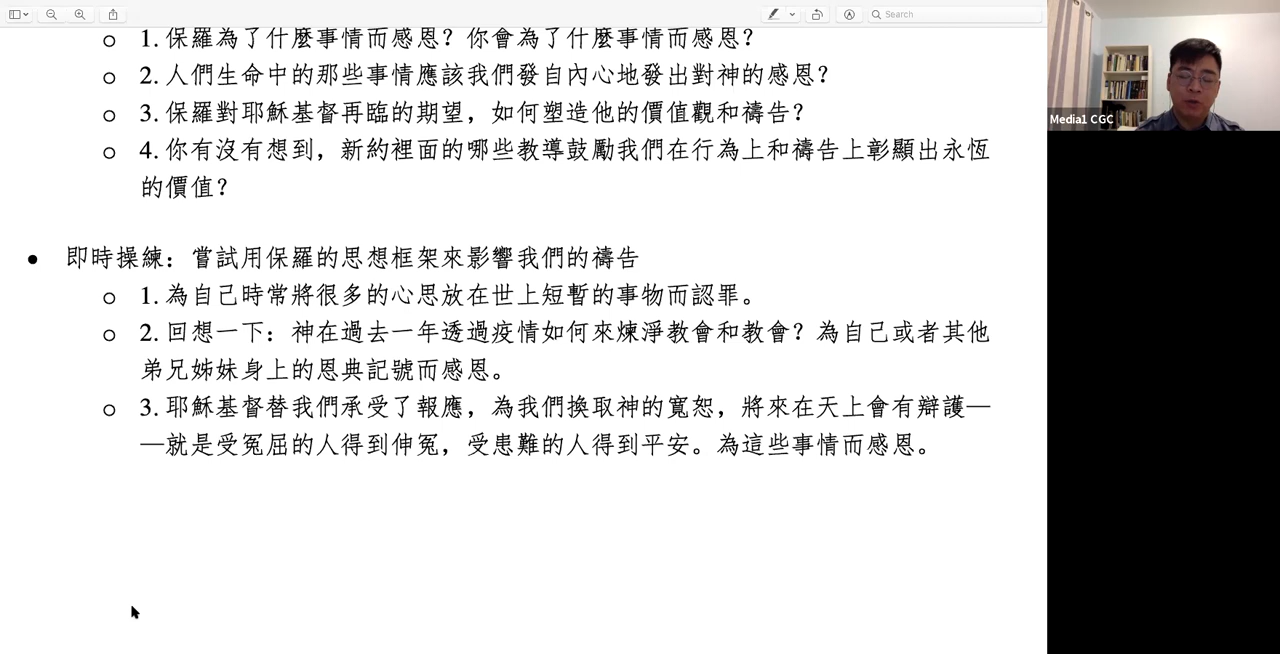 Search
1. 保羅為了什麼事情而感恩？你會為了什麼事情而感恩？
2. 人們生命中的那些事情應該我們發自內心地發出對神的感恩？
3. 保羅對耶穌基督再臨的期望，如何塑造他的價值觀和禱告？
4. 你有沒有想到，新約裡面的哪些教導鼓勵我們在行為上和禱告上彰顯出永恆
的價值？
即時操練：嘗試用保羅的思想框架來影響我們的禱告
1. 為自己時常將很多的心思放在世上短暫的事物而認罪。
2. 回想一下：神在過去一年透過疫情如何來煉淨教會和教會？為自己或者其他
弟兄姊妹身上的恩典記號而感恩。
3. 耶穌基督替我們承受了報應，為我們換取神的寬恕，將來在天上會有辯護—
—就是受冤屈的人得到伸冤，受患難的人得到平安。為這些事情而感恩。
Media1 CGC